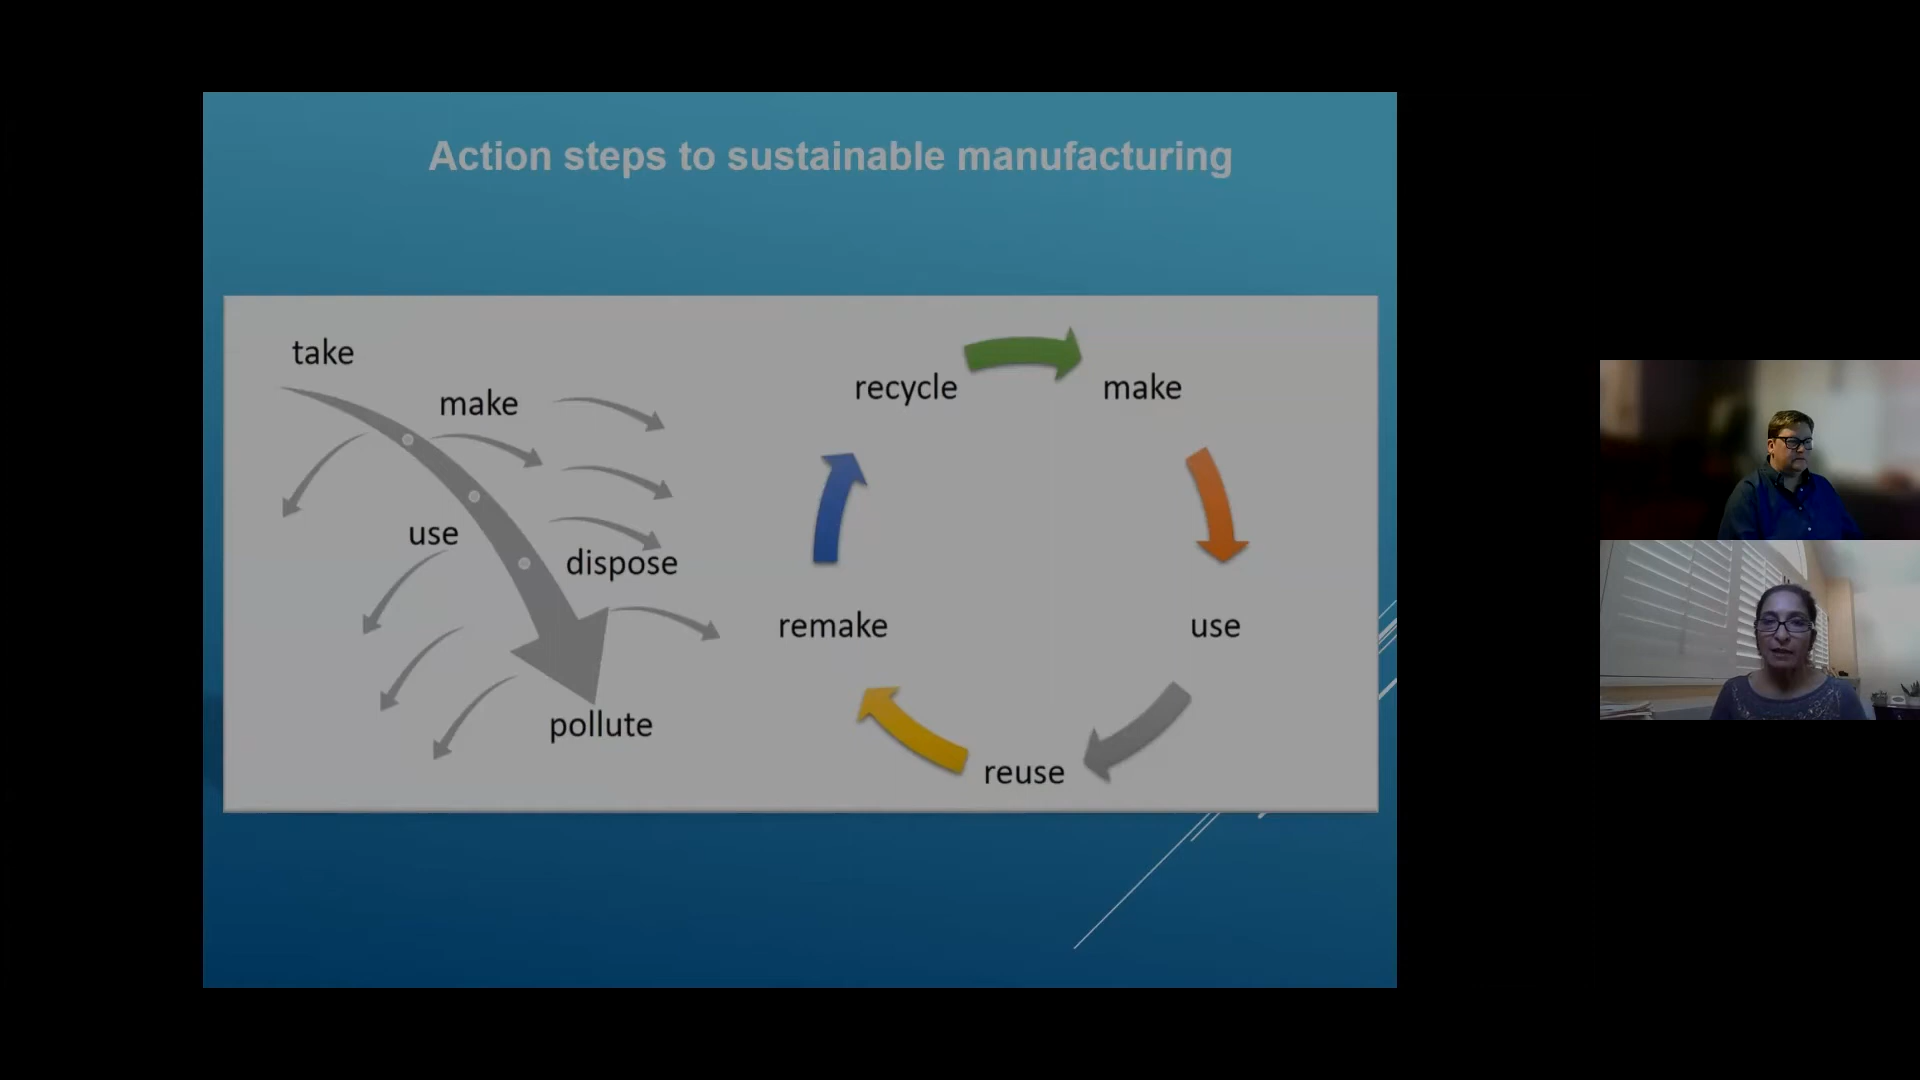 Action steps to sustainable manufacturing
take
make
use
dispose
pollute
recycle
make
use
reuse
remake